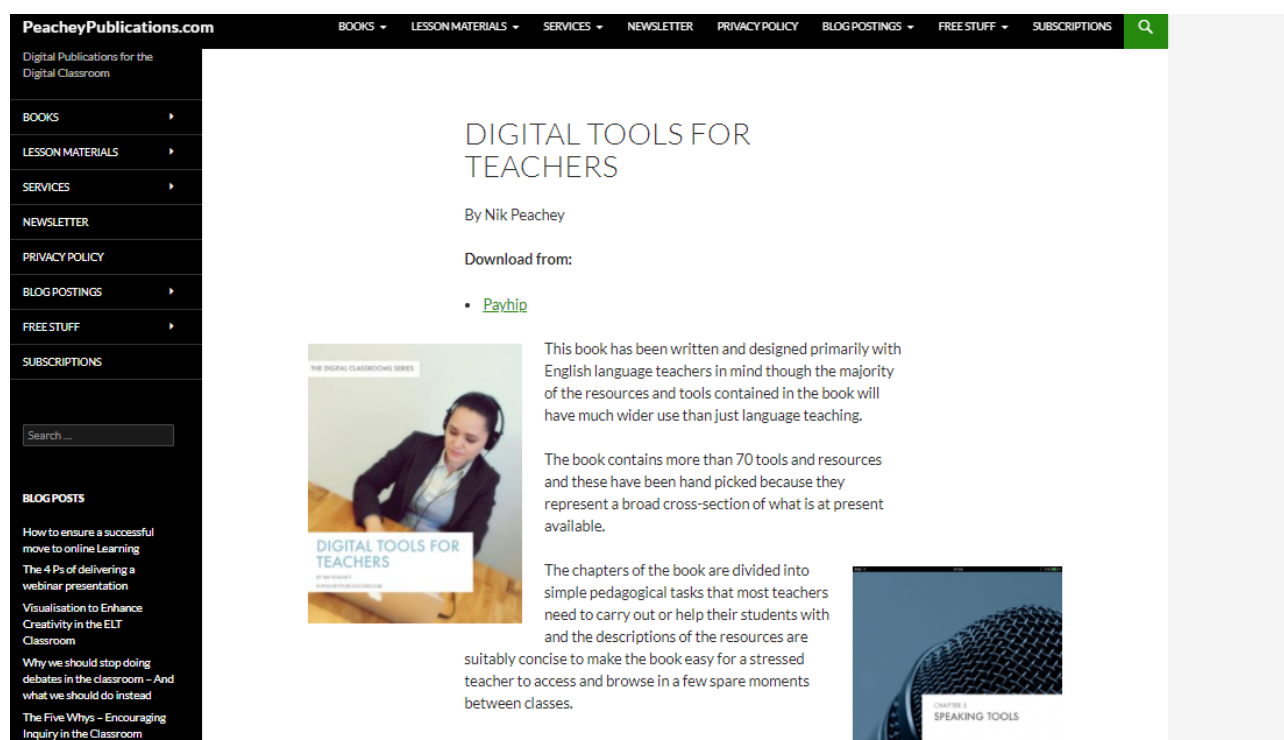 PeacheyPublications.com
BOOKS LESSON MATERIALS SERVICES NEWSLETTER PRIVACY POLICY BLOG POSTINGS FREE STUFF SUBSCRIPTIONS
Digital Publications for the
Digital Classroom
BOOKS
LESSON MATERIALS
SERVICES
NEWSLETTER
PRIVACY POLICY
BLOG POSTINGS
FREE STUFF
SUBSCRIPTIONS
Search ...
BLOG POSTS
How to ensure a successful
move to online Learning
The 4 Ps of delivering a
webinar presentation
Visualisation to Enhance
Creativity in the ELT
Classroom
Why we should stop doing
debates in the classroom – And
what we should do instead
The Five Whys – Encouraging
Inquiry in the Classroom
DIGITAL TOOLS FOR
TEACHERS
By Nik Peachey
Download from:
• Payhip
THE DIGITAL CLASSROOMS SERIES
DIGITAL TOOLS FOR
TEACHERS
BY NIK PEACHEY
© PEACHEYPUBLICATIONS.COM
This book has been written and designed primarily with
English language teachers in mind though the majority
of the resources and tools contained in the book will
have much wider use than just language teaching.
The book contains more than 70 tools and resources
and these have been hand picked because they
represent a broad cross-section of what is at present
available.
The chapters of the book are divided into
simple pedagogical tasks that most teachers
need to carry out or help their students with
and the descriptions of the resources are
suitably concise to make the book easy for a stressed
teacher to access and browse in a few spare moments
between classes.
CHAPTER 5
SPEAKING TOOLS